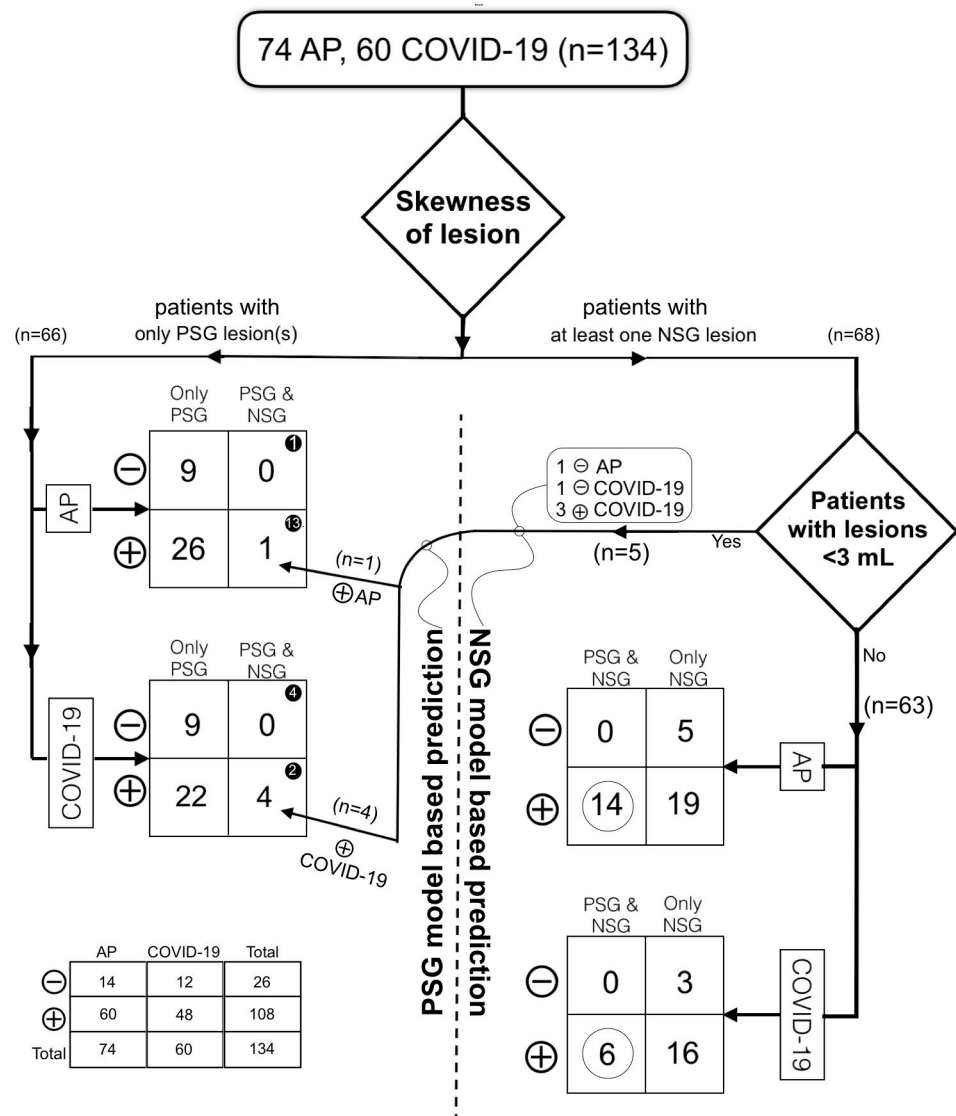 74 AP, 60 COVID-19 (n=134)
Skewness
of lesion
patients with
only PSG lesion(s)
patients with
at least one NSG lesion
(n=66)
(n=68)
Only
PSG
PSG &
NSG
⊖
9
0
1
AP
⊕
26
1
13
1 ⊖ AP
1 ⊖ COVID-19
3 ⊕ COVID-19
Patients
with lesions
<3 mL
Yes
(n=5)
(n=1)
⊕AP
No
(n=63)
Only
PSG
PSG &
NSG
⊖
9
0
4
COVID-19
⊕
22
4
2
(n=4)
⊕
COVID-19
PSG model based prediction
NSG model based prediction
PSG &
NSG
Only
NSG
⊖
0
5
AP
⊕
14
19
PSG &
NSG
Only
NSG
⊖
0
3
COVID-19
⊕
6
16
AP COVID-19 Total
⊖ 14 12 26
⊕ 60 48 108
Total 74 60 134